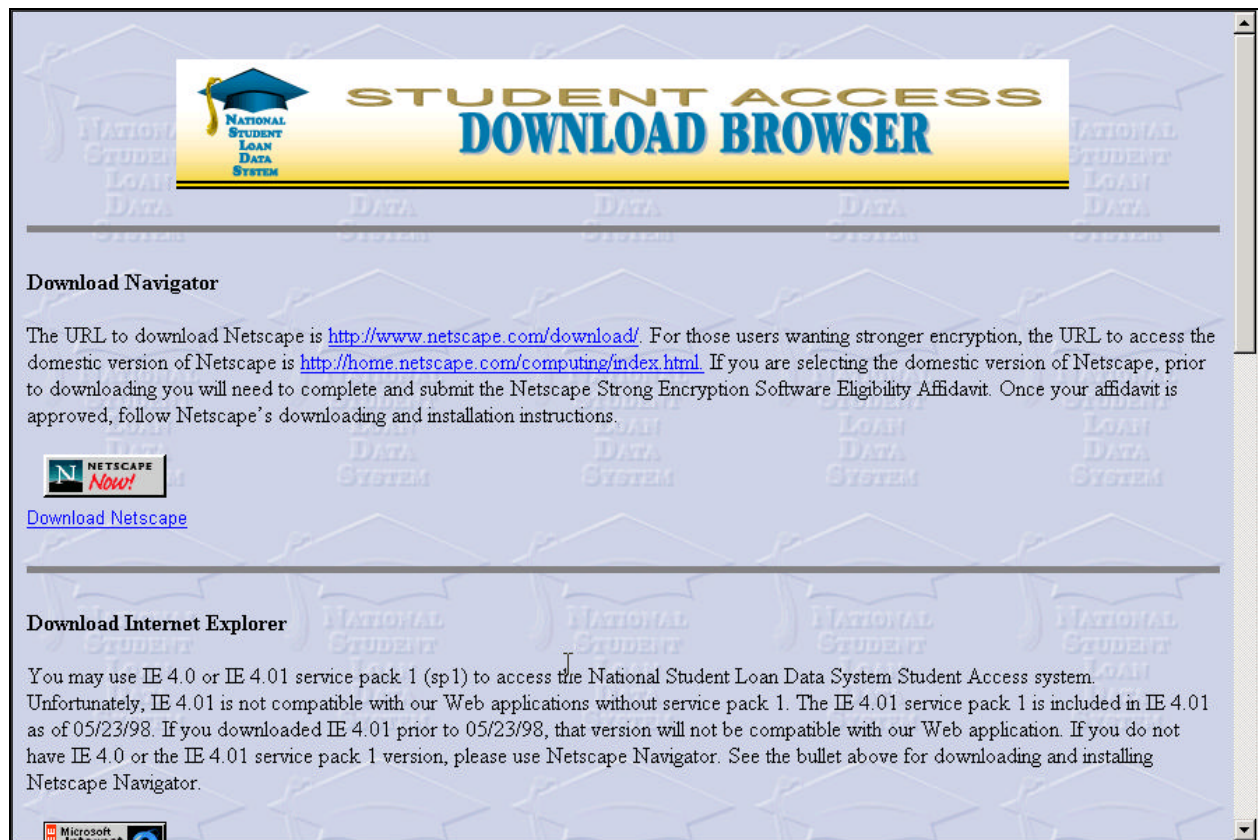 NATIONAL
STUDENT
LOAN
DATA
SYSTEM
STUDENT ACCESS
DOWNLOAD BROWSER
Download Navigator
The URL to download Netscape is http://www.netscape.com/download/. For those users wanting stronger encryption, the URL to access the
domestic version of Netscape is http://home.netscape.com/computing/index.html. If you are selecting the domestic version of Netscape, prior
to downloading you will need to complete and submit the Netscape Strong Encryption Software Eligibility Affidavit. Once your affidavit is
approved, follow Netscape's downloading and installation instructions.
N NETSCAPE
Now!
Download Netscape
Download Internet Explorer
You may use IE 4.0 or IE 4.01 service pack 1 (sp1) to access the National Student Loan Data System Student Access system.
Unfortunately, IE 4.01 is not compatible with our Web applications without service pack 1. The IE 4.01 service pack 1 is included in IE 4.01
as of 05/23/98. If you downloaded IE 4.01 prior to 05/23/98, that version will not be compatible with our Web application. If you do not
have IE 4.0 or the IE 4.01 service pack 1 version, please use Netscape Navigator. See the bullet above for downloading and installing
Netscape Navigator.
Microsoft
Internet